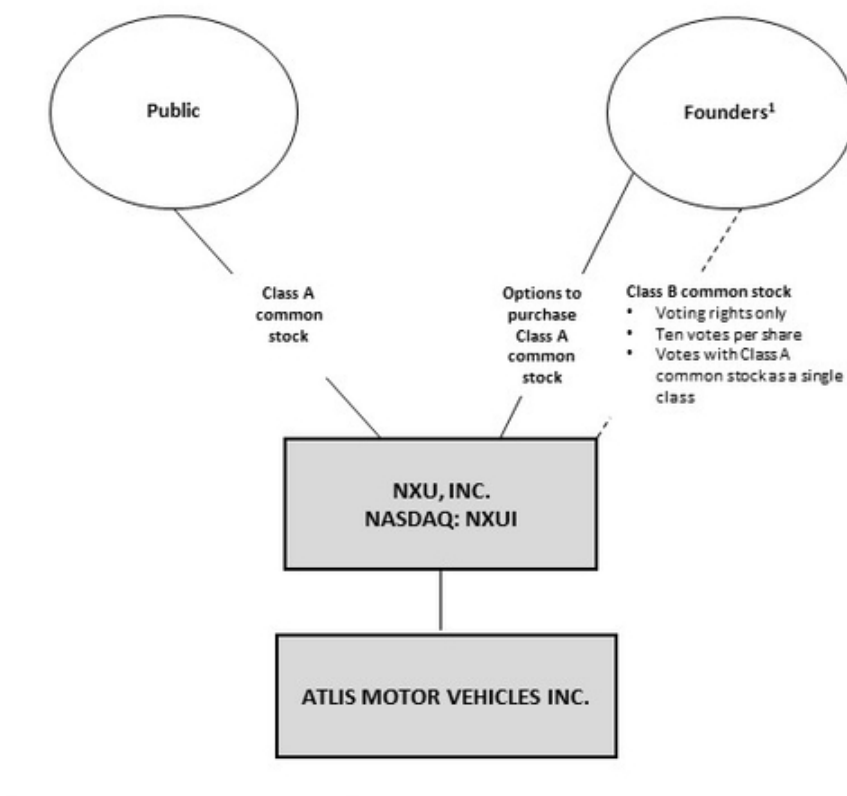 Public
Founders¹
Class A
common
stock
Options to
purchase
Class A
common
stock
Class B common stock
• Voting rights only
• Ten votes per share
• Votes with Class A
common stock as a single
class
NXU, INC.
NASDAQ: NXUI
ATLIS MOTOR VEHICLES INC.